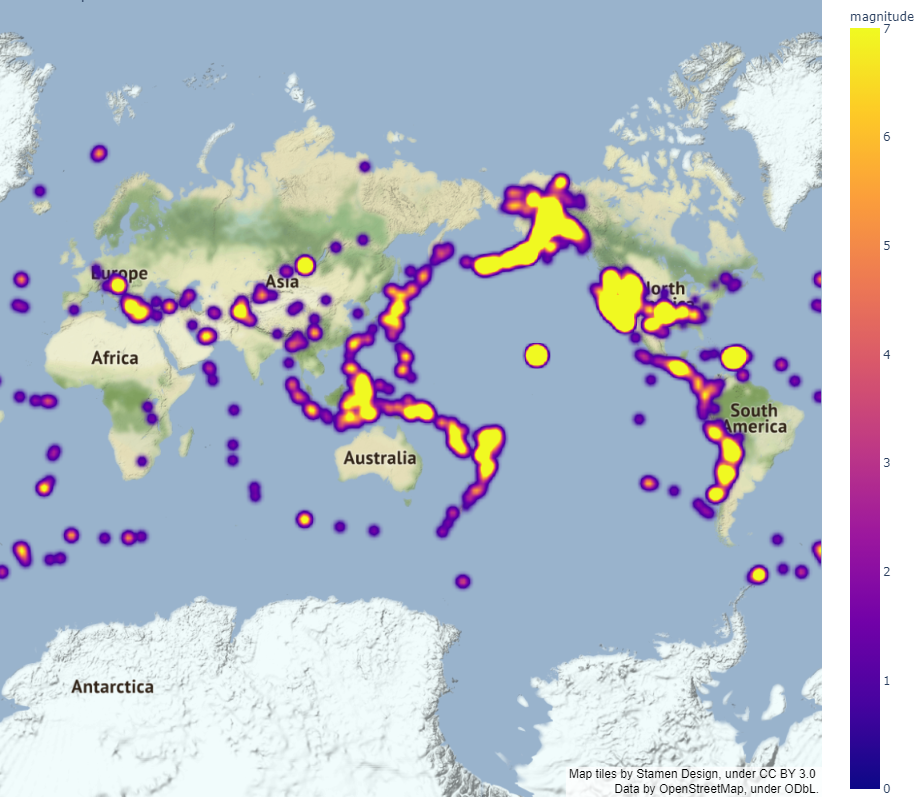 magnitude
7
6
5
4
3
2
1
0
Europe
Asia
Africa
South
America
Australia
Antarctica
Map tiles by Stamen Design, under CC BY 3.0
Data by OpenStreetMap, under ODbL.